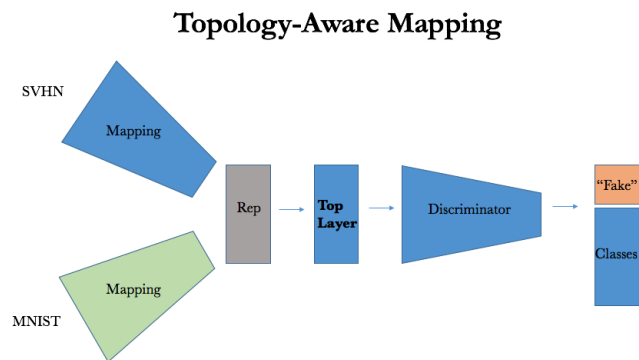 Topology-Aware Mapping
SVHN
Mapping
Rep
Top
Layer
Discriminator
“Fake”
Classes
Mapping
MNIST